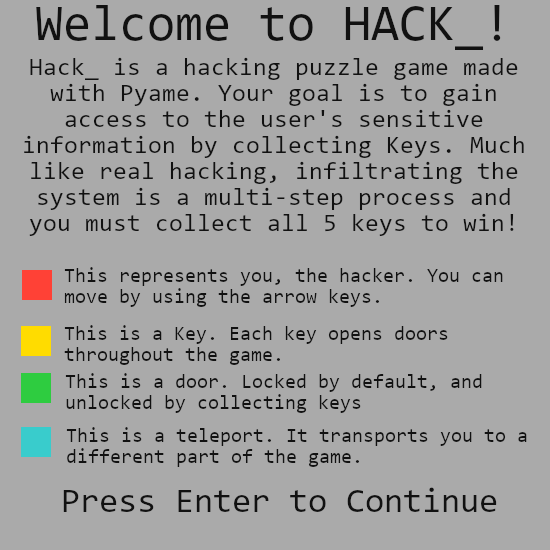 Welcome to HACK_!
Hack_ is a hacking puzzle game made
with Pyame. Your goal is to gain
access to the user's sensitive
information by collecting Keys. Much
like real hacking, infiltrating the
system is a multi-step process and
you must collect all 5 keys to win!
This represents you, the hacker. You can
move by using the arrow keys.
This is a Key. Each key opens doors
throughout the game.
This is a door. Locked by default, and
unlocked by collecting keys
This is a teleport. It transports you to a
different part of the game.
Press Enter to Continue